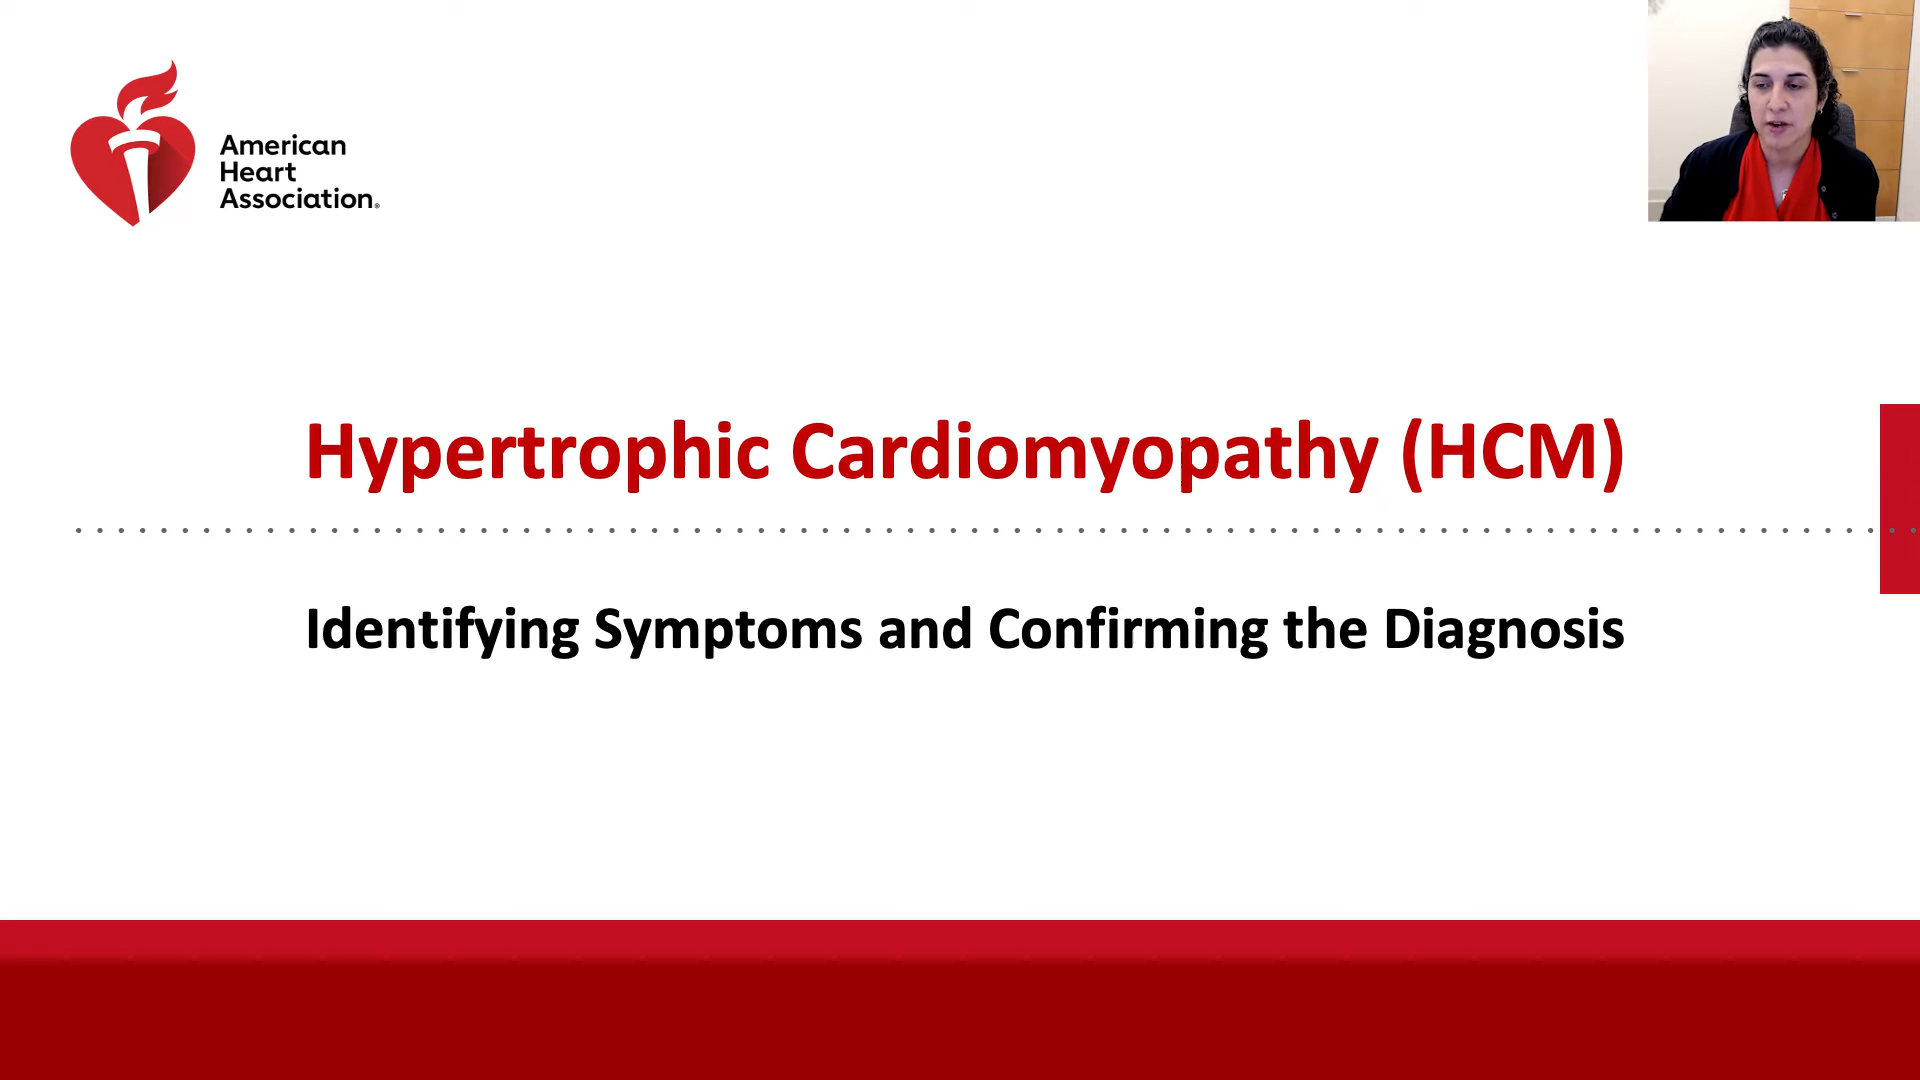 American
Heart
Association®
Hypertrophic Cardiomyopathy (HCM)
Identifying Symptoms and Confirming the Diagnosis